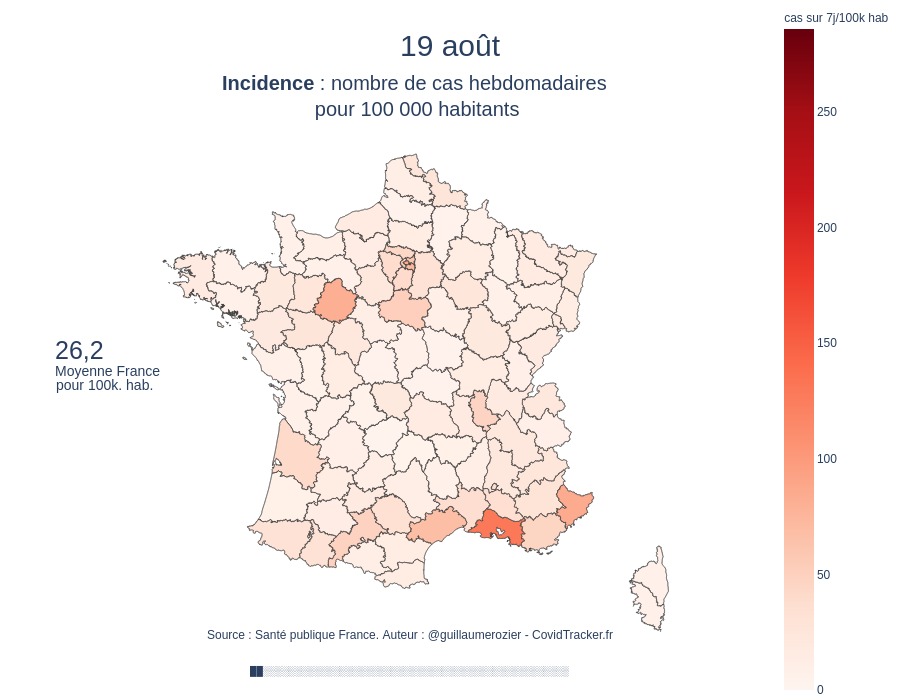 cas sur 7j/100k hab
19 août
Incidence : nombre de cas hebdomadaires
pour 100 000 habitants
250
200
150
100
50
0
26,2
Moyenne France
pour 100k. hab.
Source : Santé publique France. Auteur : @guillaumerozier - CovidTracker.fr